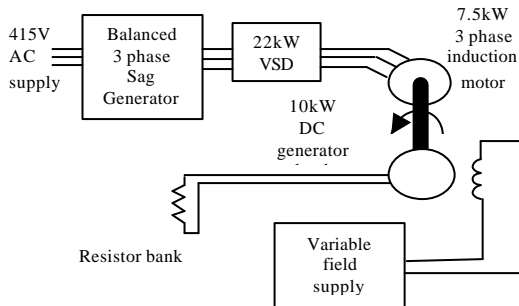 415V
AC
supply
Balanced
3 phase
Sag
Generator
22kW
VSD
7.5kW
3 phase
induction
motor
10kW
DC
generator
Resistor bank
Variable
field
supply